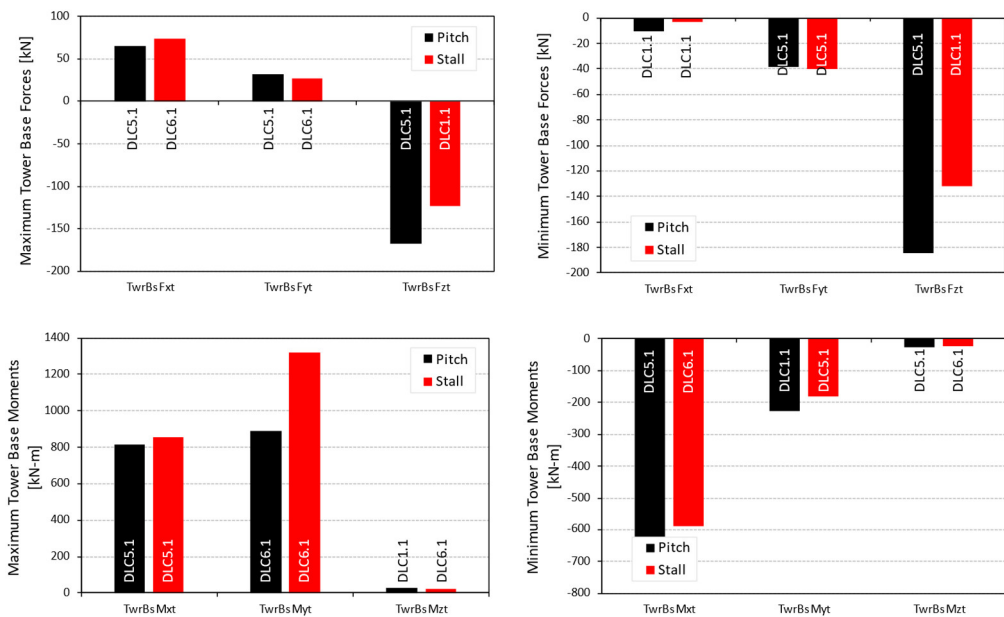 Maximum Tower Base Forces [kN]
100
50
0
-50
-100
-150
-200
Pitch
Stall
DLC5.1
DLC6.1
DLC5.1
DLC6.1
DLC5.1
DLC1.1
TwrBsFxt
TwrBsFyt
TwrBsFzt
Minimum Tower Base Forces [kN]
0
-20
-40
-60
-80
-100
-120
-140
-160
-180
-200
DLC1.1
DLC1.1
DLC5.1
DLC5.1
DLC5.1
DLC1.1
Pitch
Stall
TwrBsFxt
TwrBsFyt
TwrBsFzt
Maximum Tower Base Moments
[kN-m]
1400
1200
1000
800
600
400
200
0
Pitch
Stall
DLC5.1
DLC5.1
DLC6.1
DLC6.1
DLC1.1
DLC6.1
TwrBsMxt
TwrBsMyt
TwrBsMzt
Minimum Tower Base Moments
[kN-m]
0
-100
-200
-300
-400
-500
-600
-700
-800
DLC5.1
DLC6.1
DLC1.1
DLC5.1
DLC5.1
DLC6.1
Pitch
Stall
TwrBsMxt
TwrBsMyt
TwrBsMzt